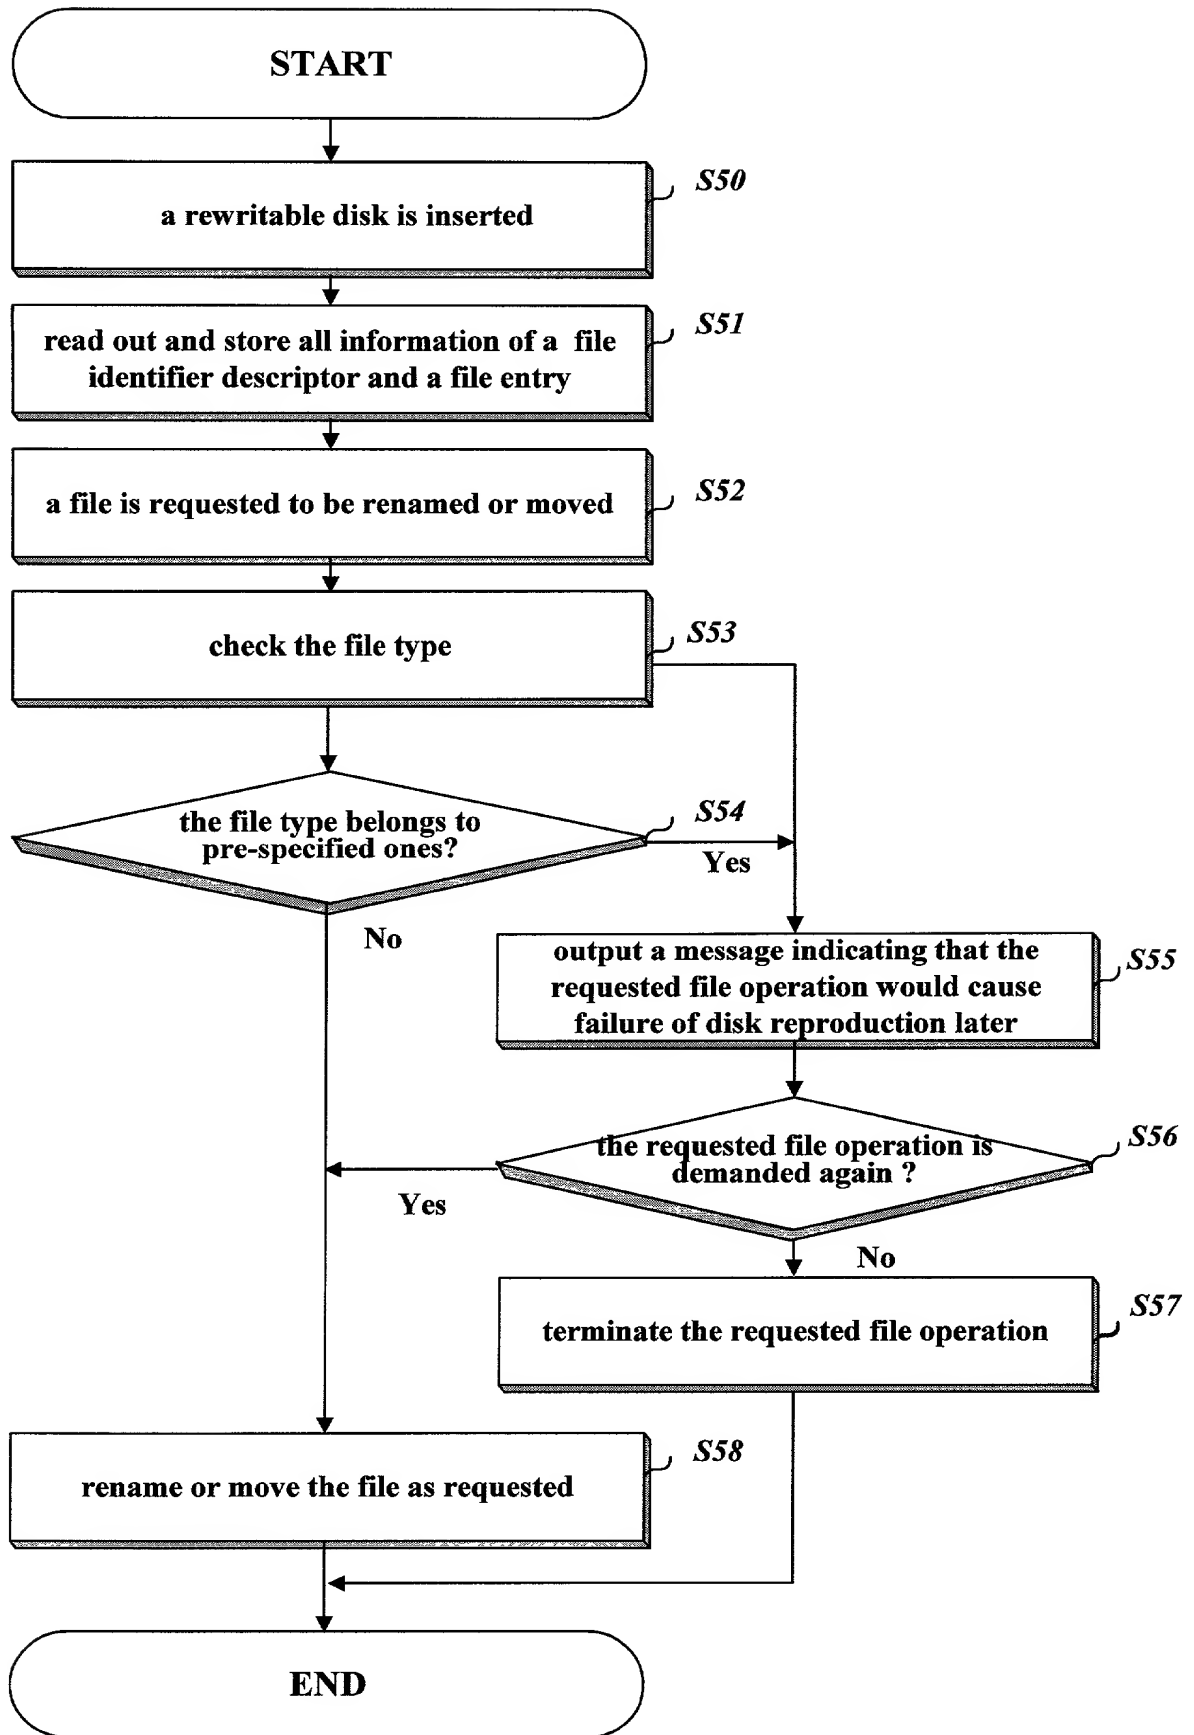 START
a rewritable disk is inserted
S50
read out and store all information of a file
identifier descriptor and a file entry
S51
a file is requested to be renamed or moved
S52
check the file type
S53
the file type belongs to
pre-specified ones?
S54
Yes
No
output a message indicating that the
requested file operation would cause
failure of disk reproduction later
S55
the requested file operation is
demanded again ?
S56
Yes
No
terminate the requested file operation
S57
rename or move the file as requested
S58
END